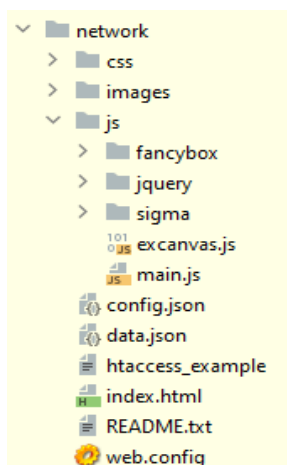 network
css
images
js
fancybox
jquery
sigma
excanvas.js
main.js
config.json
data.json
htaccess_example
index.html
README.txt
web.config